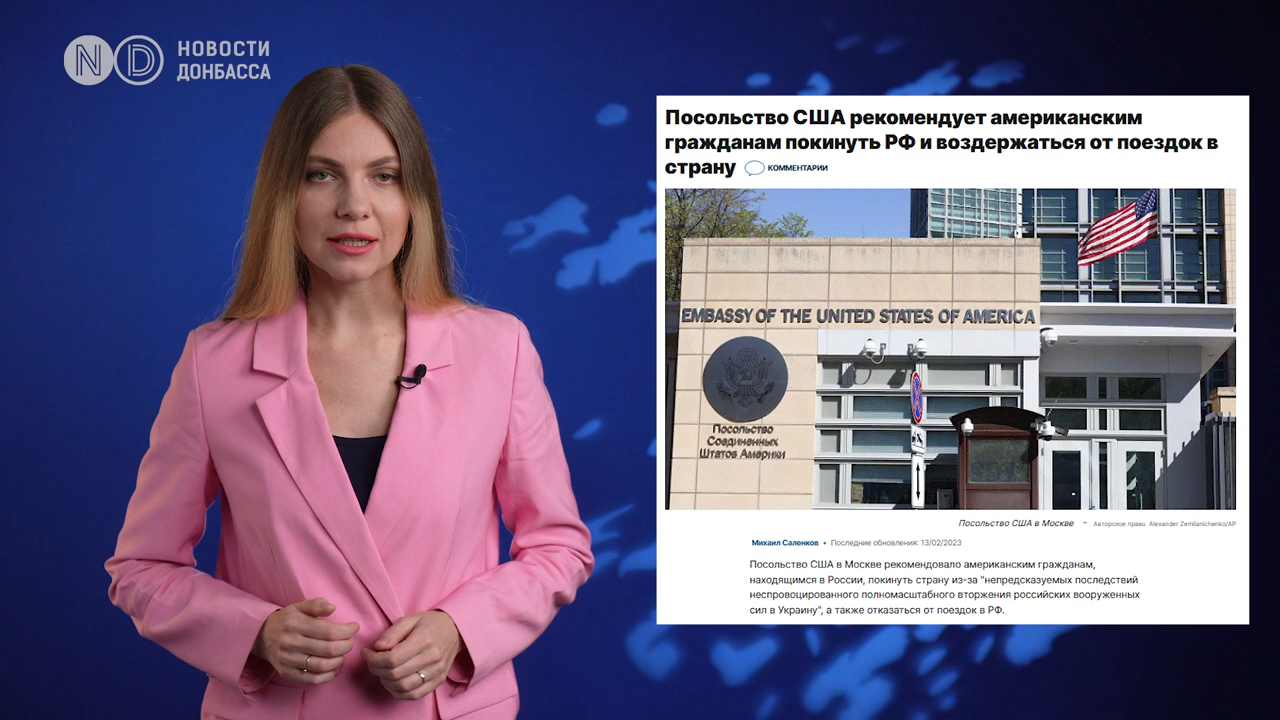 ND НОВОСТИ
ДОНБАССА
Посольство США рекомендует американским
гражданам покинуть РФ и воздержаться от поездок в
страну КОММЕНТАРИИ
EMBASSY OF THE UNITED STATES OF AMERICA
Посольство
Соединенных
Штатов Америки
Посольство США в Москве - Авторское право Alexander Zemlianichenko/AP
Михаил Саленков • Последние обновления: 13/02/2023
Посольство США в Москве рекомендовало американским гражданам,
находящимся в России, покинуть страну из-за "непредсказуемых последствий
неспровоцированного полномасштабного вторжения российских вооруженных
сил в Украину", а также отказаться от поездок в РФ.